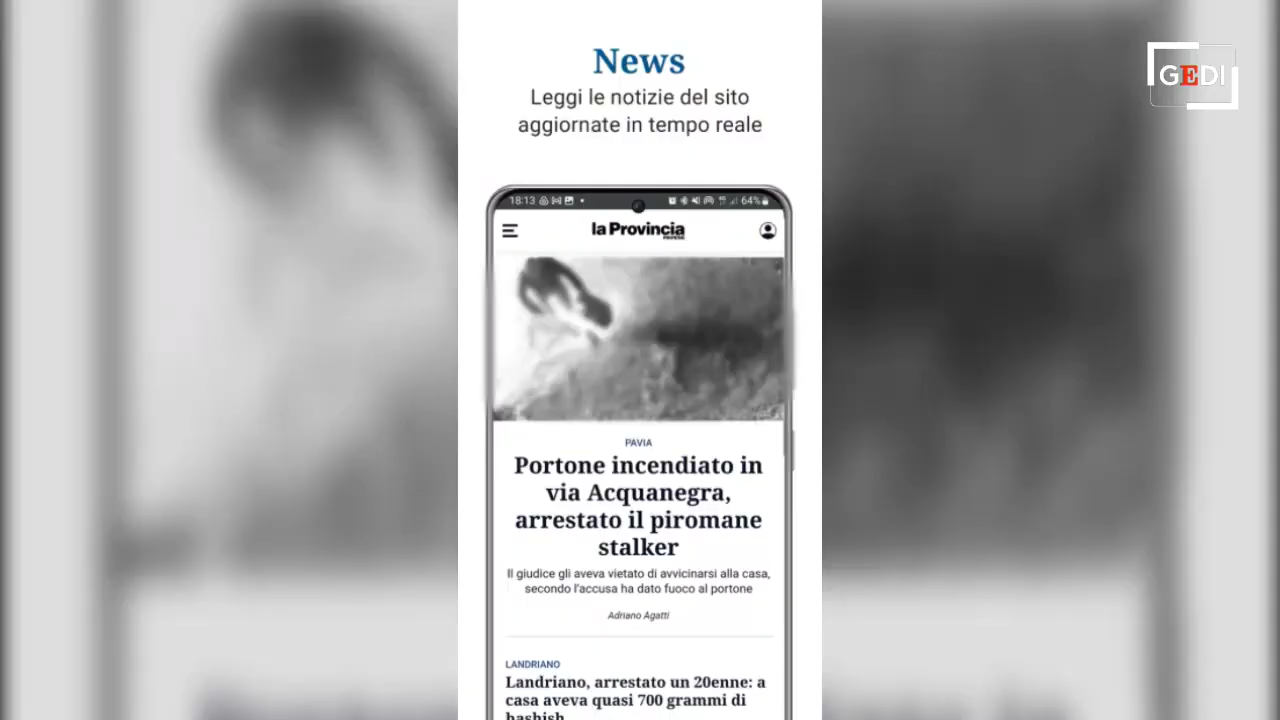 News
Leggi le notizie del sito
aggiornate in tempo reale
GEDI
18:13
64%
la Provincia
PAVESE
PAVIA
Portone incendiato in
via Acquanegra,
arrestato il piromane
stalker
Il giudice gli aveva vietato di avvicinarsi alla casa,
secondo l'accusa ha dato fuoco al portone
Adriano Agatti
LANDRIANO
Landriano, arrestato un 20enne: a
casa aveva quasi 700 grammi di
hashish